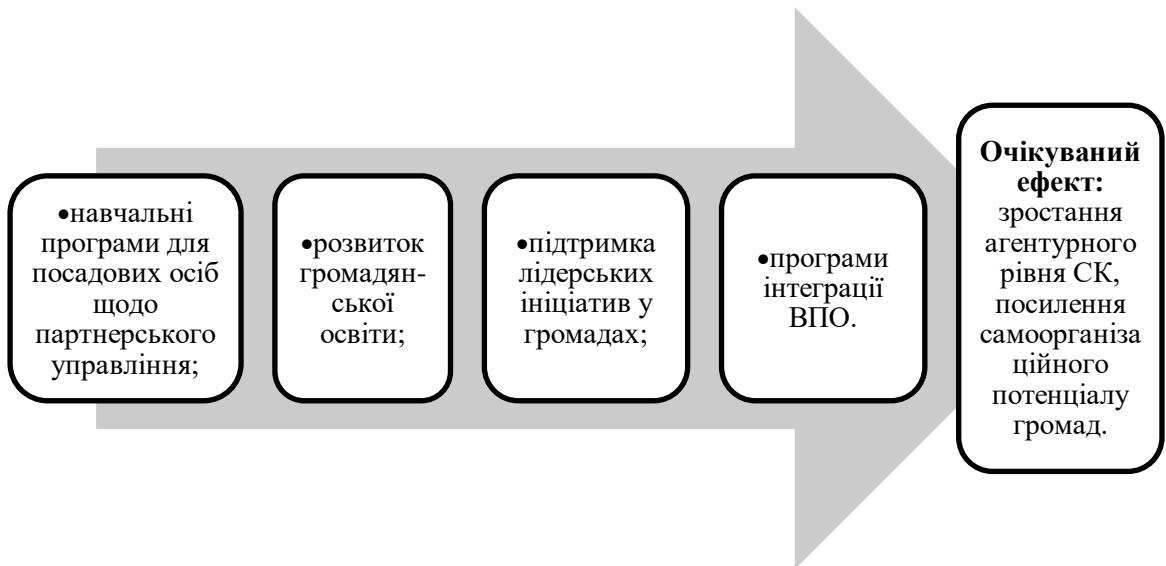 •навчальні
програми для
посадових осіб
щодо
партнерського
управління;
•розвиток
громадян-
ської
освіти;
•підтримка
лідерських
ініціатив у
громадах;
•програми
інтеграції
ВПО.
Очікуваний
ефект:
зростання
агентурного
рівня СК,
посилення
самоорганіза
ційного
потенціалу
громад.